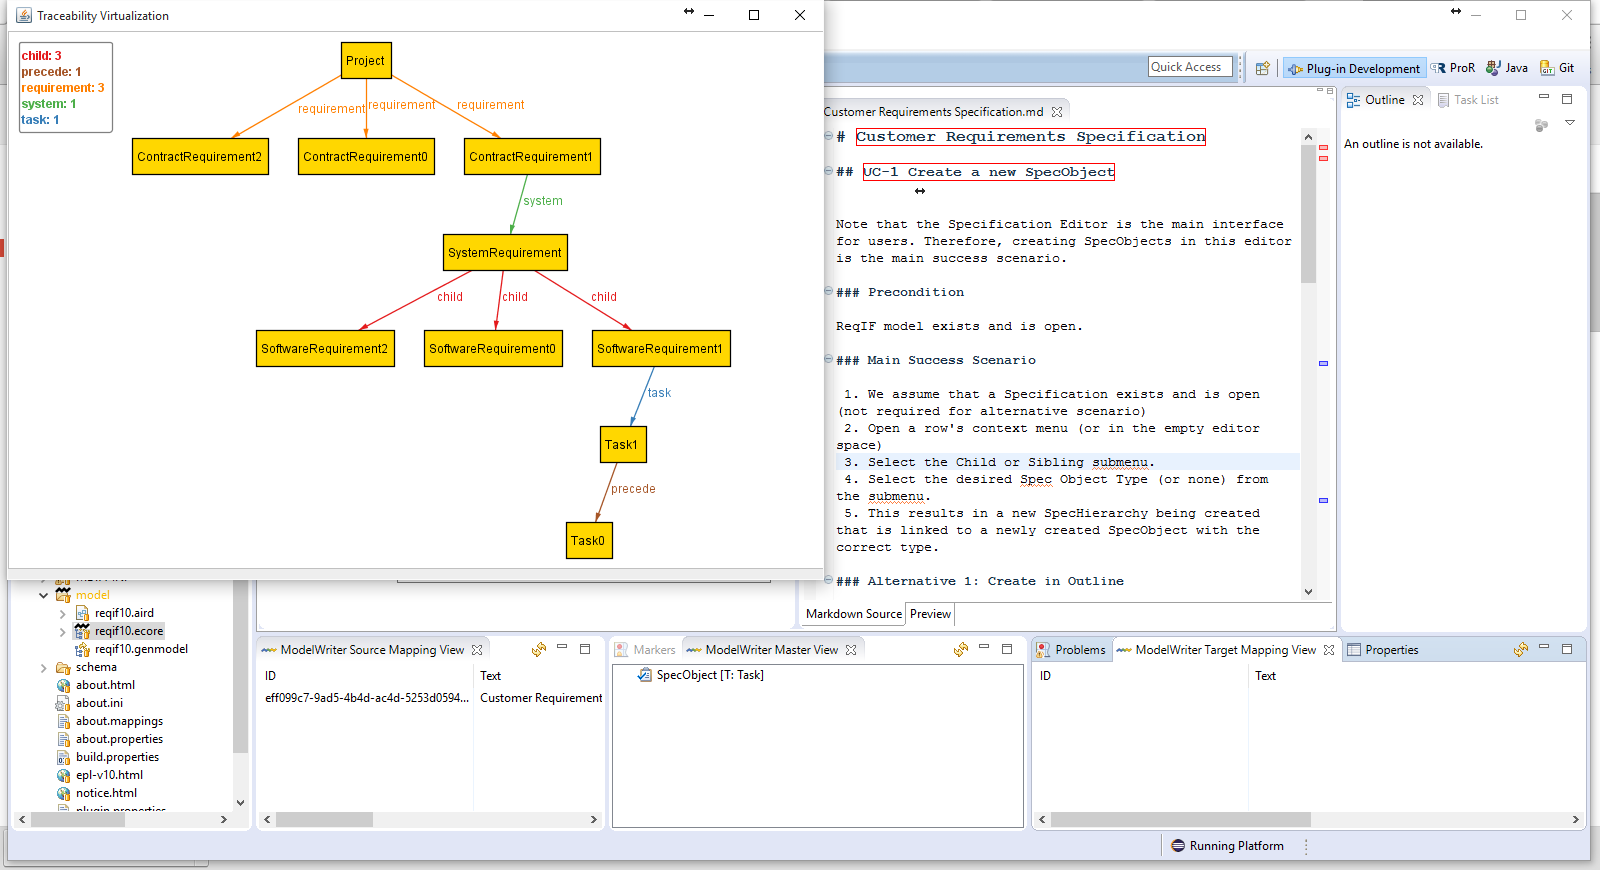 Traceability Virtualization
child: 3
precede: 1
requirement: 3
system: 1
task: 1
Project
requirement
requirement
requirement
ContractRequirement2
ContractRequirement0
ContractRequirement1
system
SystemRequirement
child
child
child
SoftwareRequirement2
SoftwareRequirement0
SoftwareRequirement1
task
Task1
precede
Task0
Quick Access
Plug-in Development
ProR
Java
Git
Customer Requirements Specification.md
# Customer Requirements Specification
## UC-1 Create a new SpecObject
Note that the Specification Editor is the main interface
for users. Therefore, creating SpecObjects in this editor
is the main success scenario.
### Precondition
ReqIF model exists and is open.
### Main Success Scenario
1. We assume that a Specification exists and is open
(not required for alternative scenario)
2. Open a row's context menu (or in the empty editor
space)
3. Select the Child or Sibling submenu.
4. Select the desired Spec Object Type (or none) from
the submenu.
5. This results in a new SpecHierarchy being created
that is linked to a newly created SpecObject with the
correct type.
### Alternative 1: Create in Outline
Markdown Source
Preview
Outline
Task List
An outline is not available.
model
reqif10.aird
reqif10.ecore
reqif10.genmodel
schema
about.html
about.ini
about.mappings
about.properties
build.properties
epl-v10.html
notice.html
plugin.properties
ModelWriter Source Mapping View
ID
Text
eff099c7-9ad5-4b4d-ac4d-5253d0594...
Customer Requirement
Markers
ModelWriter Master View
SpecObject [T: Task]
Problems
ModelWriter Target Mapping View
Properties
ID
Text
Running Platform